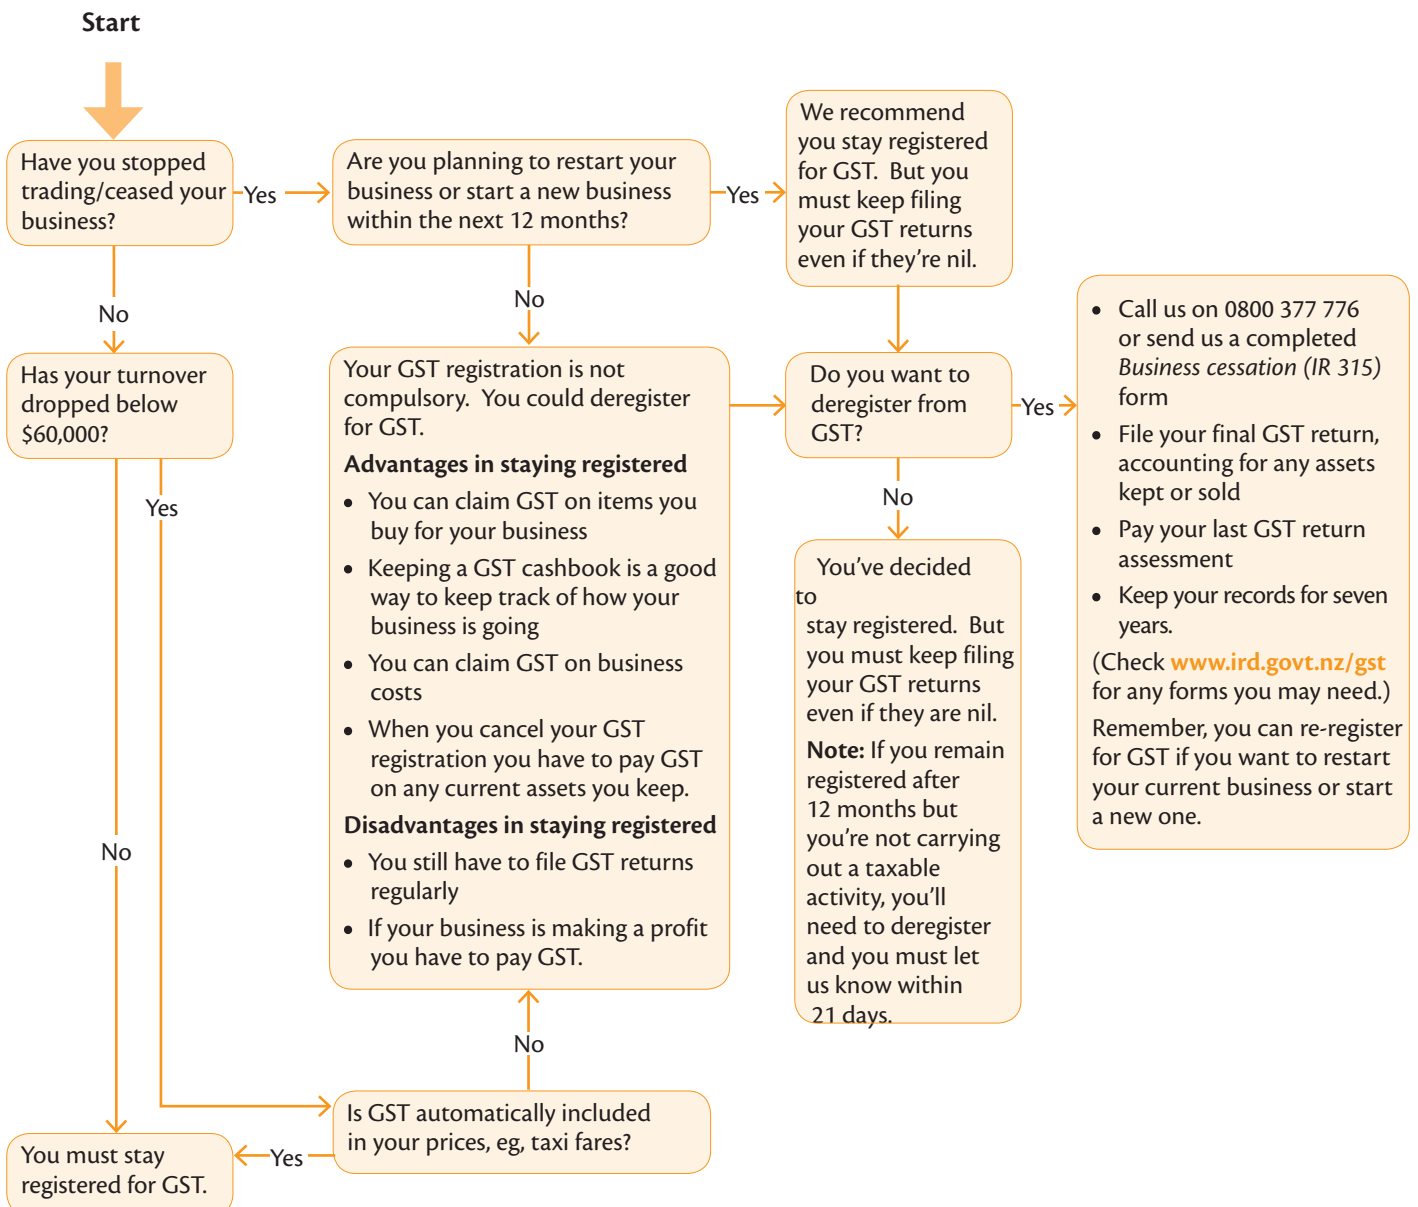 Start
Have you stopped
trading/ceased your
business?
Yes
Are you planning to restart your
business or start a new business
within the next 12 months?
Yes
We recommend
you stay registered
for GST.  But you
must keep filing
your GST returns
even if they're nil.
No
No
Has your turnover
dropped below
$60,000?
Your GST registration is not
compulsory.  You could deregister
for GST.
Advantages in staying registered
• You can claim GST on items you
buy for your business
• Keeping a GST cashbook is a good
way to keep track of how your
business is going
• You can claim GST on business
costs
• When you cancel your GST
registration you have to pay GST
on any current assets you keep.
Disadvantages in staying registered
• You still have to file GST returns
regularly
• If your business is making a profit
you have to pay GST.
Do you want to
deregister from
GST?
Yes
• Call us on 0800 377 776
or send us a completed
Business cessation (IR 315)
form
• File your final GST return,
accounting for any assets
kept or sold
• Pay your last GST return
assessment
• Keep your records for seven
years.
(Check www.ird.govt.nz/gst
for any forms you may need.)
Remember, you can re-register
for GST if you want to restart
your current business or start
a new one.
No
You've decided
to
stay registered.  But
you must keep filing
your GST returns
even if they are nil.
Note: If you remain
registered after
12 months but
you're not carrying
out a taxable
activity, you'll
need to deregister
and you must let
us know within
21 days.
Yes
No
No
Is GST automatically included
in your prices, eg, taxi fares?
Yes
You must stay
registered for GST.